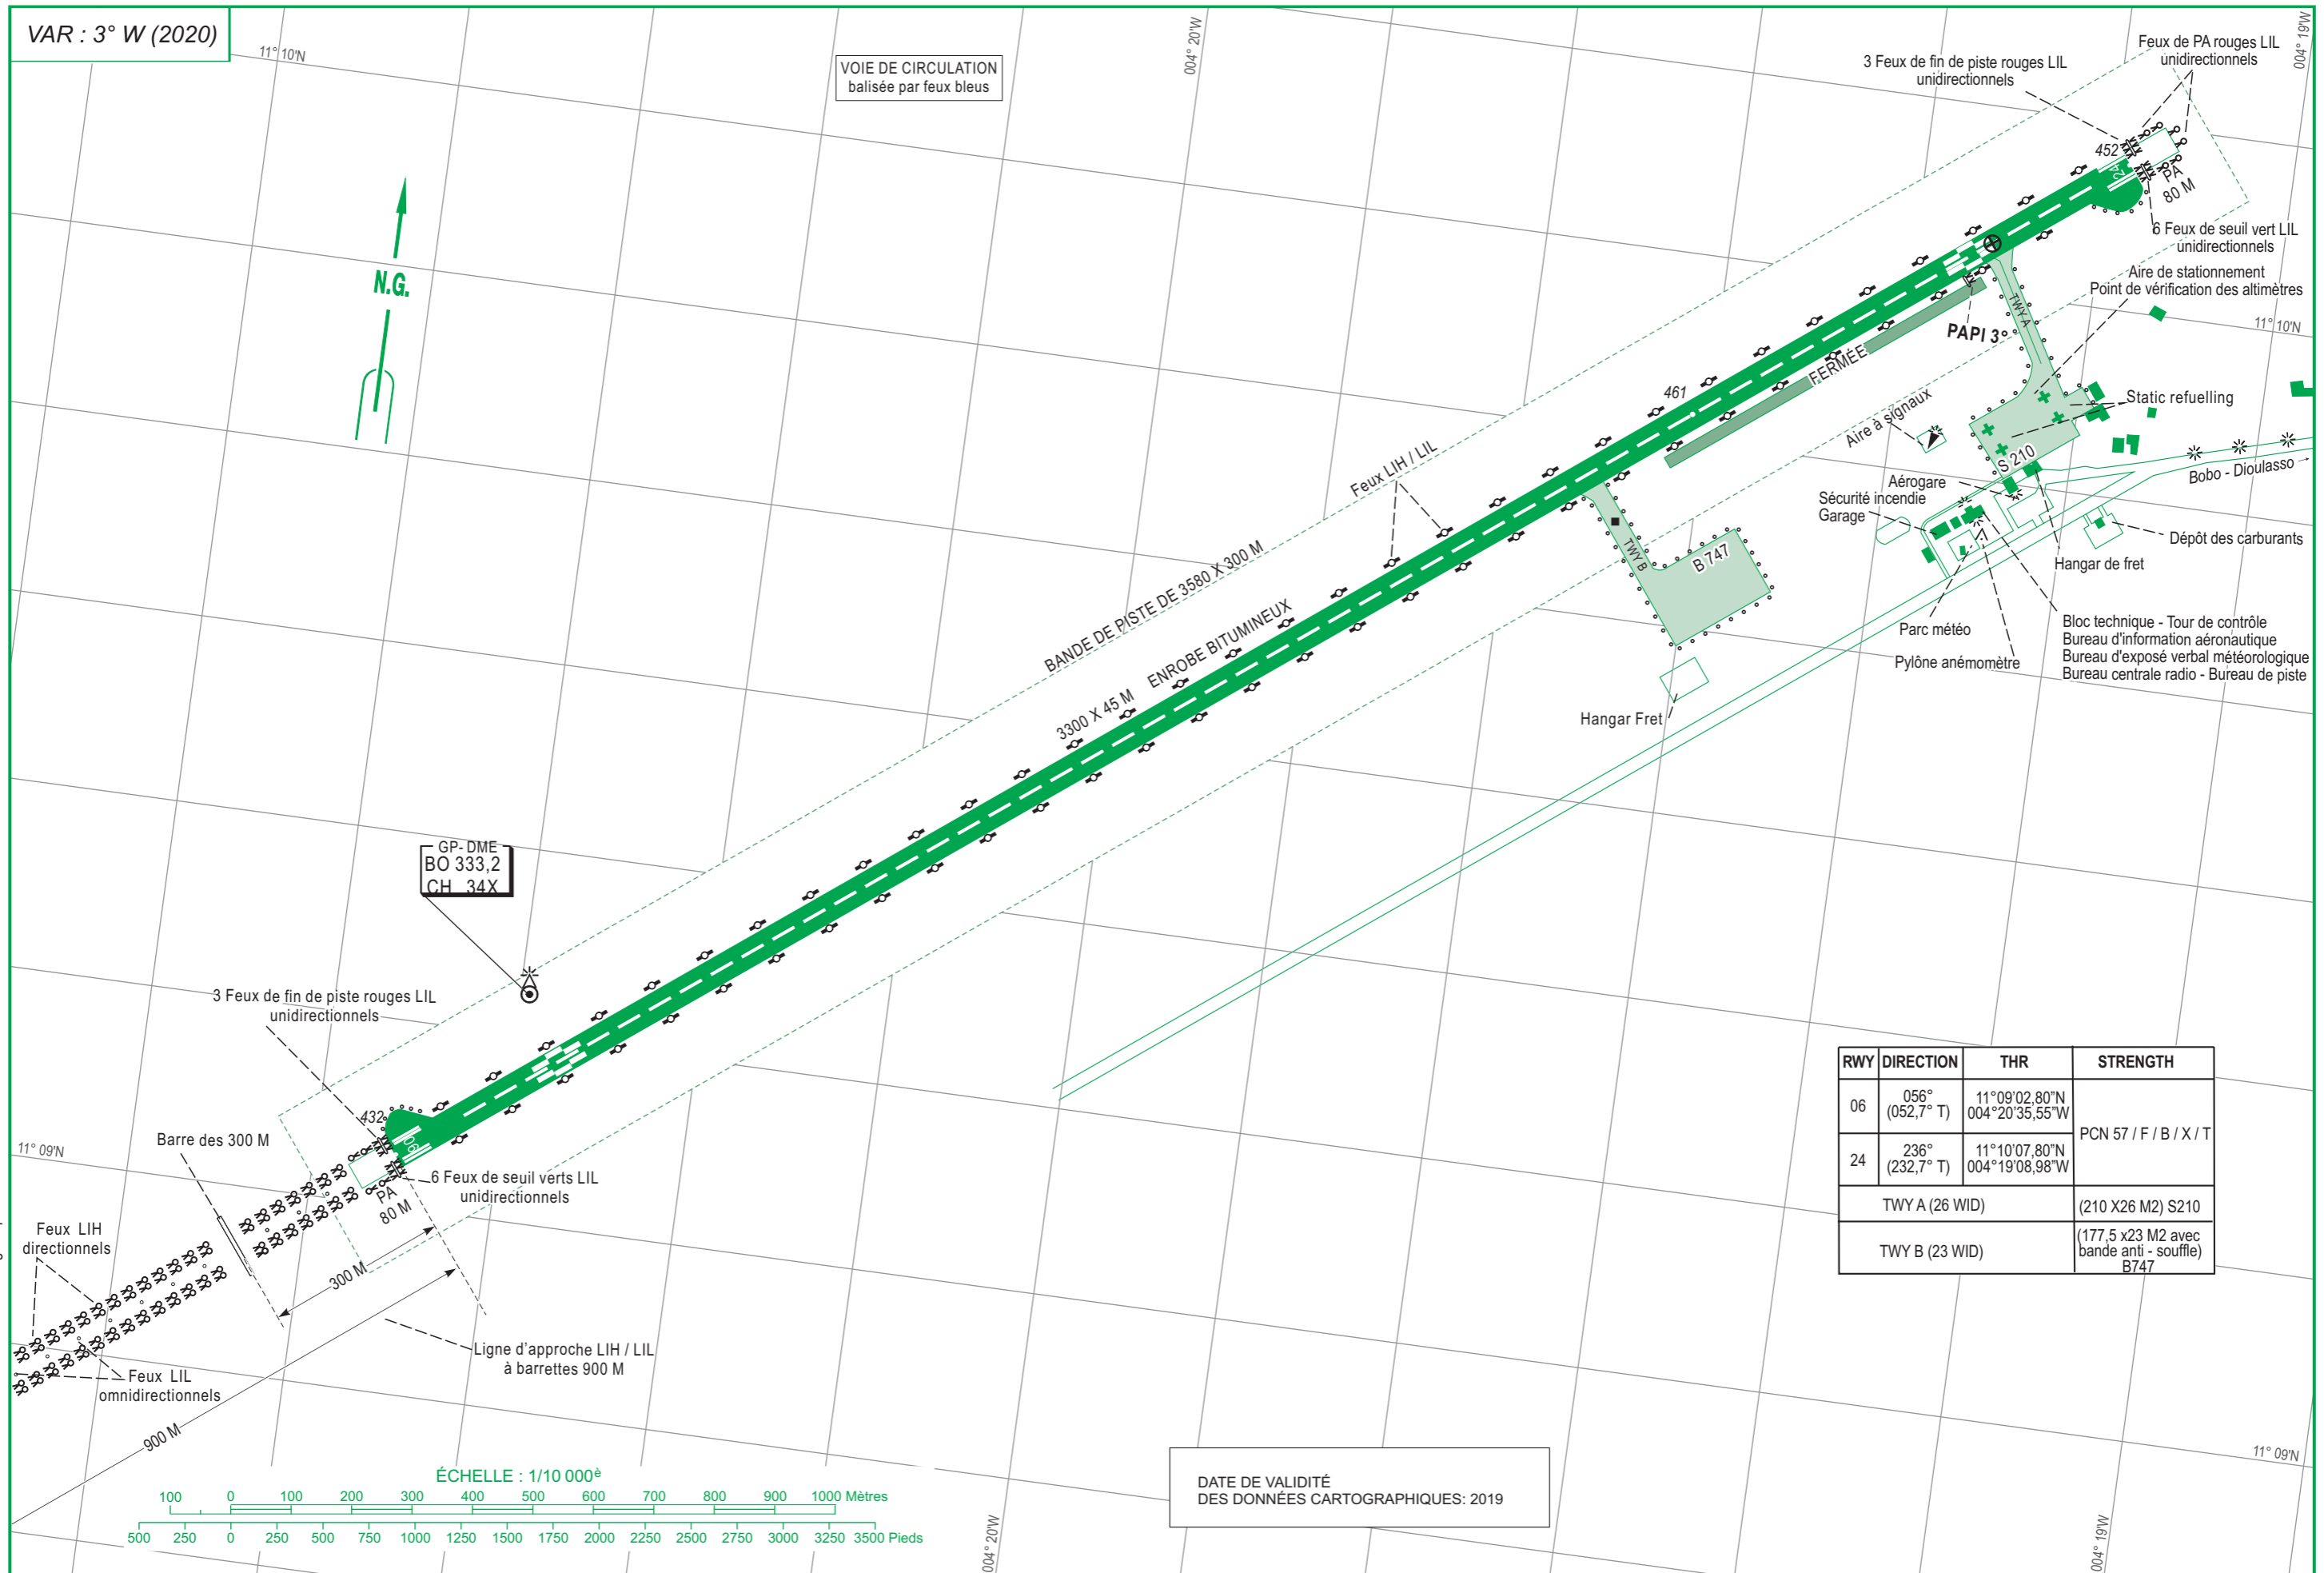 VAR : 3° W (2020)
11° 10'N
VOIE DE CIRCULATION
balisée par feux bleus
004° 20'W
004° 19'W
3 Feux de fin de piste rouges LIL
unidirectionnels
Feux de PA rouges LIL
unidirectionnels
452
24
PA
80 M
6 Feux de seuil vert LIL
unidirectionnels
Aire de stationnement
Point de vérification des altimètres
11° 10'N
N.G.
TWY A
PAPI 3°
FERMÉE
461
Static refuelling
Aire à signaux
S 210
Bobo - Dioulasso
Aérogare
Sécurité incendie
Garage
Dépôt des carburants
Hangar de fret
Feux LIH / LIL
TWY B
B 747
Parc météo
Pylône anémomètre
Bloc technique - Tour de contrôle
Bureau d'information aéronautique
Bureau d'exposé verbal météorologique
Bureau centrale radio - Bureau de piste
Hangar Fret
BANDE DE PISTE DE 3580 X 300 M
3300 X 45 M ENROBE BITUMINEUX
GP- DME
BO 333,2
CH 34X
3 Feux de fin de piste rouges LIL
unidirectionnels
432
06
Barre des 300 M
11° 09'N
6 Feux de seuil verts LIL
unidirectionnels
PA
80 M
Feux LIH
directionnels
300 M
Ligne d'approche LIH / LIL
à barrettes 900 M
Feux LIL
omnidirectionnels
900 M
RWY DIRECTION THR STRENGTH
06 056° (052,7° T) 11°09'02,80"N 004°20'35,55"W
PCN 57 / F / B / X / T
24 236° (232,7° T) 11°10'07,80"N 004°19'08,98"W
TWY A (26 WID) (210 X26 M2) S210
TWY B (23 WID) (177,5 x23 M2 avec
bande anti - souffle)
B747
11° 09'N
ÉCHELLE : 1/10 000è
100 0 100 200 300 400 500 600 700 800 900 1000 Mètres
500 250 0 250 500 750 1000 1250 1500 1750 2000 2250 2500 2750 3000 3250 3500 Pieds
DATE DE VALIDITÉ
DES DONNÉES CARTOGRAPHIQUES: 2019
004° 20'W
004° 19'W